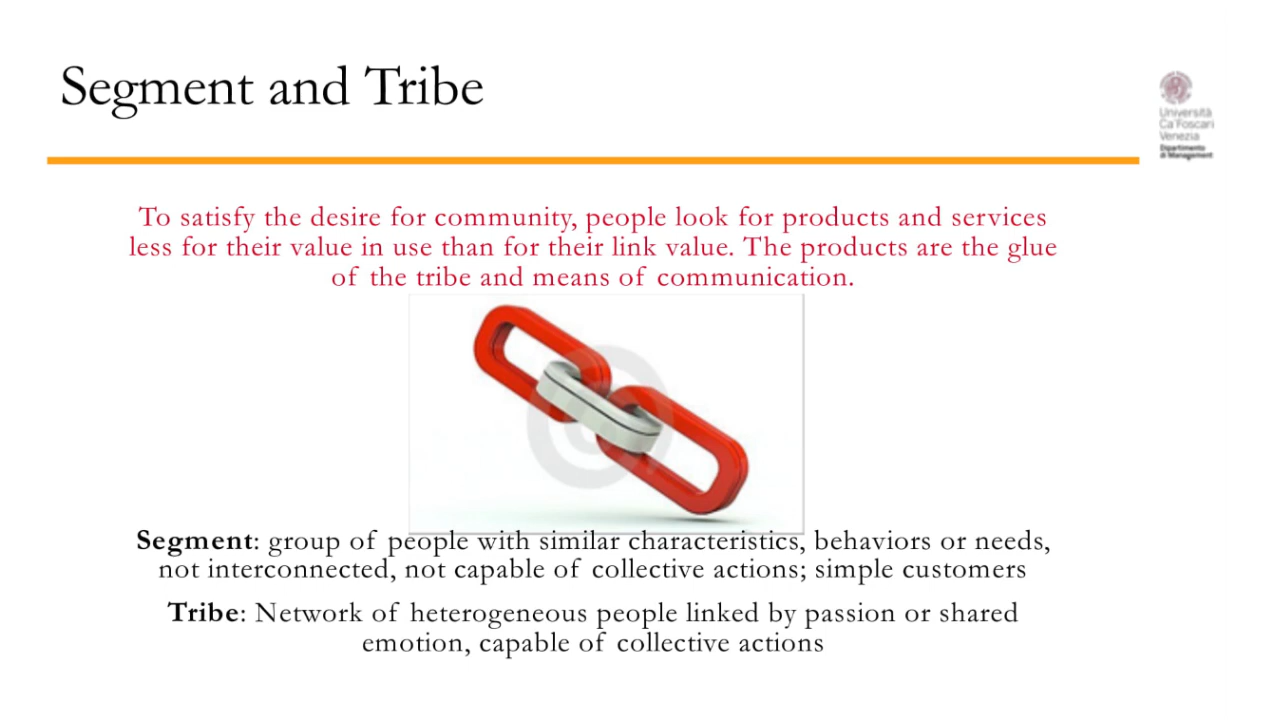 Segment and Tribe
Università
Ca'Foscari
Venezia
Dipartimento
di Management
To satisfy the desire for community, people look for products and services
less for their value in use than for their link value. The products are the glue
of the tribe and means of communication.
Segment: group of people with similar characteristics, behaviors or needs,
not interconnected, not capable of collective actions; simple customers
Tribe: Network of heterogeneous people linked by passion or shared
emotion, capable of collective actions